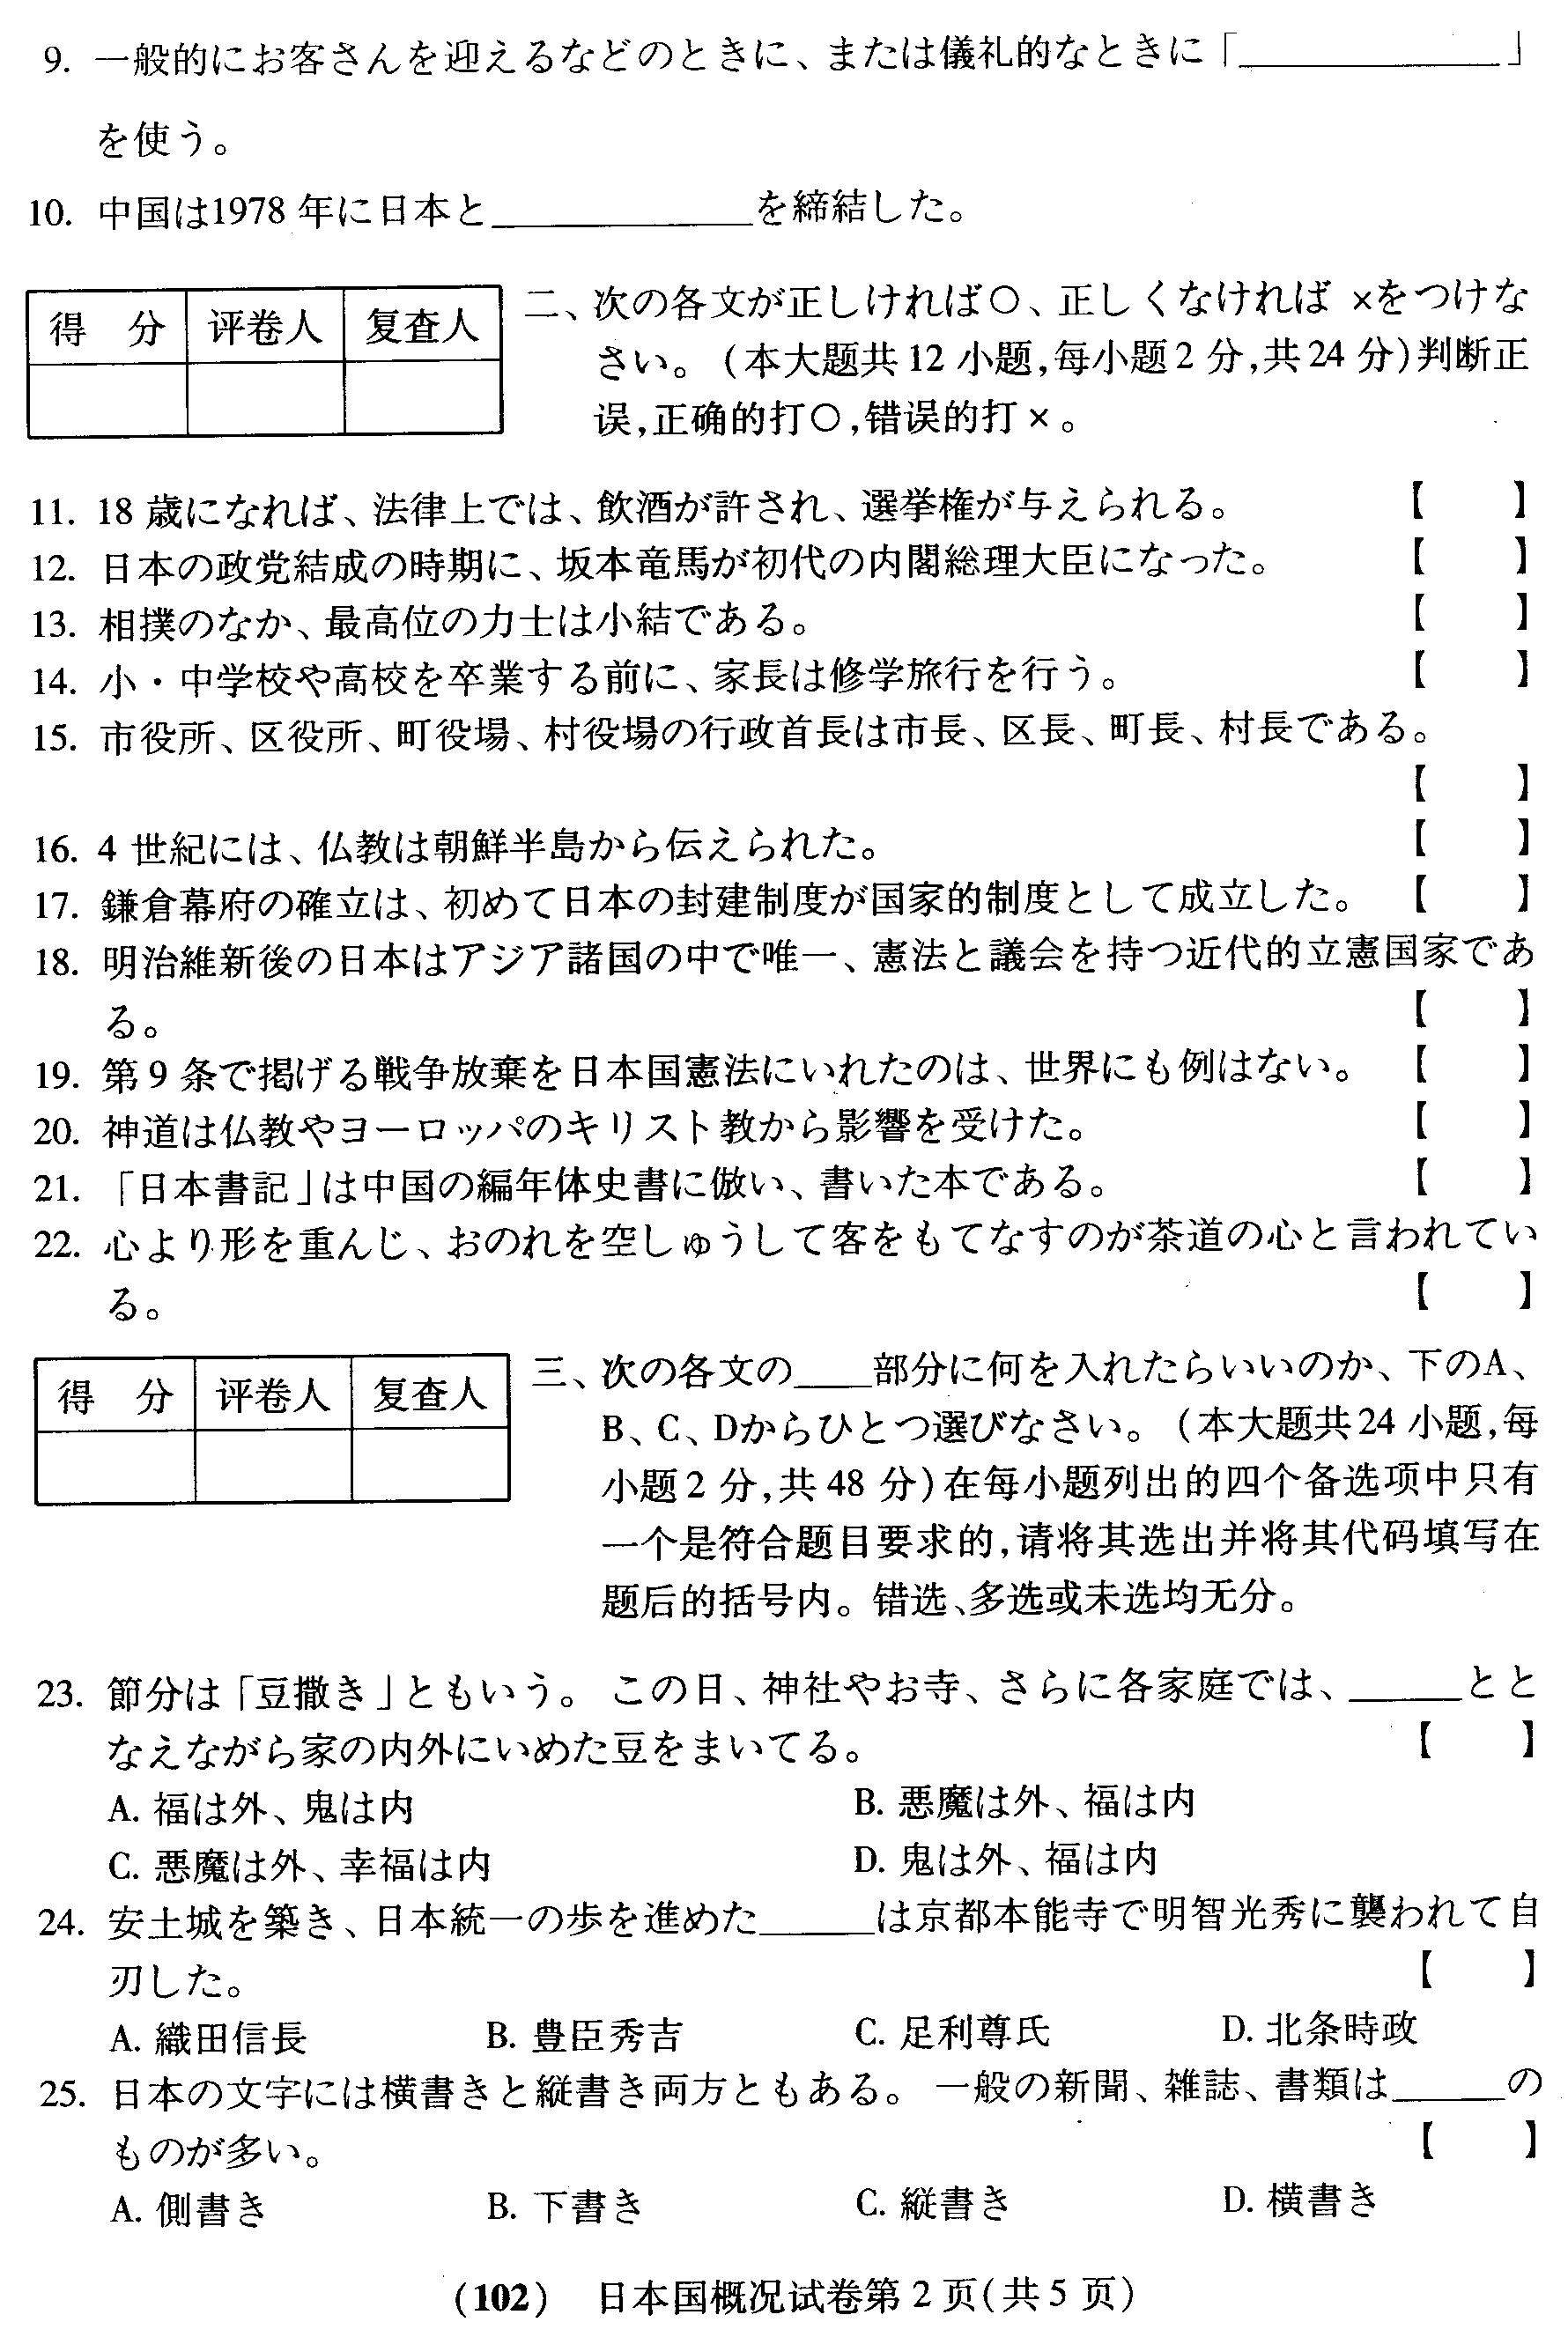 9. 一般的にお客さんを迎えるなどのときに、または儀礼的なときに「____________」
を使う。
10. 中国は1978年に日本と____________を締結した。
得 分 评卷人 复查人
二、次の各文が正しければ○、正しくなければ ×をつけな
さい。(本大题共12小题,每小题2分,共24分)判断正
误,正确的打○,错误的打×。
11. 18歳になれば、法律上では、飲酒が許され、選挙権が与えられる。 【 】
12. 日本の政党結成の時期に、坂本竜馬が初代の内閣総理大臣になった。 【 】
13. 相撲のなか、最高位の力士は小結である。 【 】
14. 小・中学校や高校を卒業する前に、家長は修学旅行を行う。 【 】
15. 市役所、区役所、町役場、村役場の行政首長は市長、区長、町長、村長である。
【 】
16. 4世紀には、仏教は朝鮮半島から伝えられた。 【 】
17. 鎌倉幕府の確立は、初めて日本の封建制度が国家的制度として成立した。 【 】
18. 明治維新後の日本はアジア諸国の中で唯一、憲法と議会を持つ近代的立憲国家であ
る。 【 】
19. 第9条で掲げる戦争放棄を日本国憲法にいれたのは、世界にも例はない。 【 】
20. 神道は仏教やヨーロッパのキリスト教から影響を受けた。 【 】
21. 「日本書記」は中国の編年体史書に倣い、書いた本である。 【 】
22. 心より形を重んじ、おのれを空しゅうして客をもてなすのが茶道の心と言われてい
る。 【 】
得 分 评卷人 复查人
三、次の各文の____部分に何を入れたらいいのか、下のA、
B、C、Dからひとつ選びなさい。(本大题共24小题,每
小题2分,共48分)在每小题列出的四个备选项中只有
一个是符合题目要求的,请将其选出并将其代码填写在
题后的括号内。错选、多选或未选均无分。
23. 節分は「豆撒き」ともいう。この日、神社やお寺、さらに各家庭では、______とと
なえながら家の内外にいめた豆をまいてる。 【 】
A. 福は外、鬼は内 B. 悪魔は外、福は内
C. 悪魔は外、幸福は内 D. 鬼は外、福は内
24. 安土城を築き、日本統一の歩を進めた______は京都本能寺で明智光秀に襲われて自
刃した。 【 】
A. 織田信長 B. 豊臣秀吉 C. 足利尊氏 D. 北条時政
25. 日本の文字には横書きと縦書き両方ともある。一般の新聞、雑誌、書類は______の
ものが多い。 【 】
A. 側書き B. 下書き C. 縦書き D. 横書き
(102) 日本国概况试卷第2页(共5页)